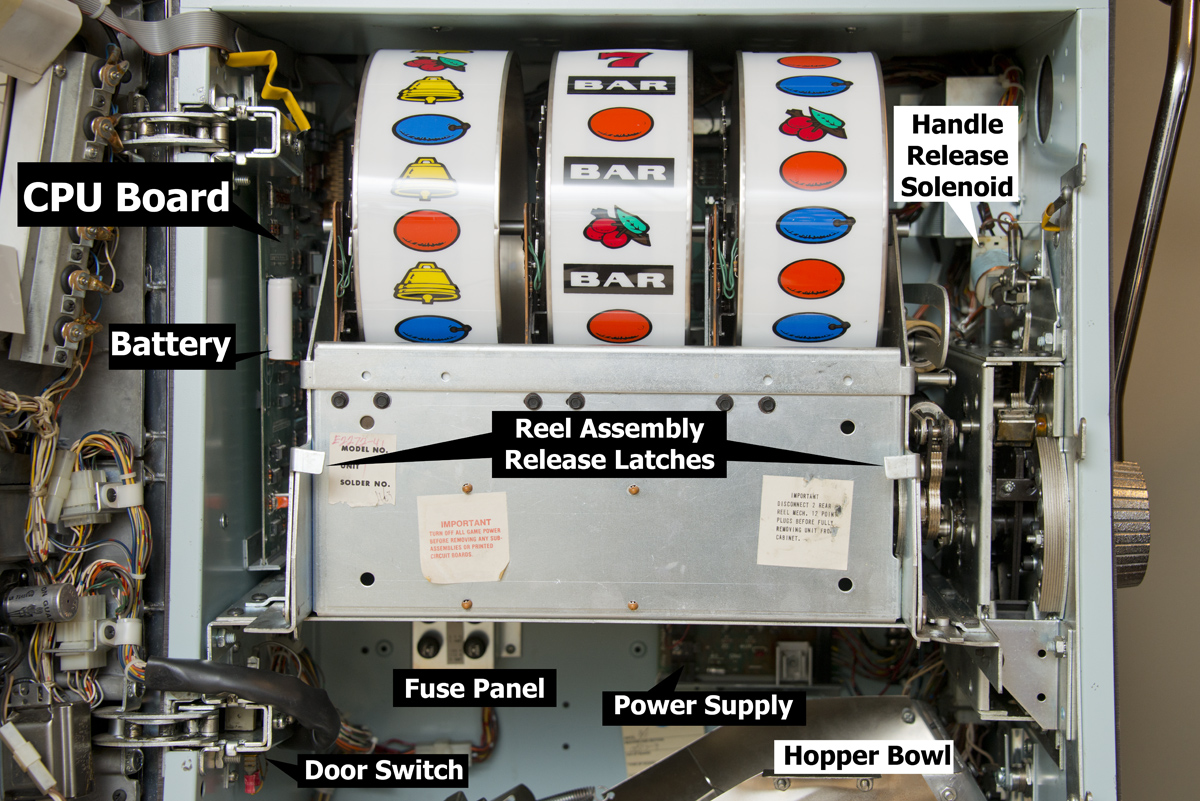 7
BAR
BAR
BAR
Handle
Release
Solenoid
CPU Board
Battery
Reel Assembly
Release Latches
MODEL NO.
UNIT
SOLDER NO.
IMPORTANT
TURN OFF ALL GAME POWER
BEFORE REMOVING ANY SUB-
ASSEMBLIES OR PRINTED
CIRCUIT BOARDS.
IMPORTANT
DISCONNECT 2 READ
REEL MECH. 12 POIN
PLUGS BEFORE FULLY
REMOVING UNIT FROM
CABINET.
Fuse Panel
Power Supply
Door Switch
Hopper Bowl